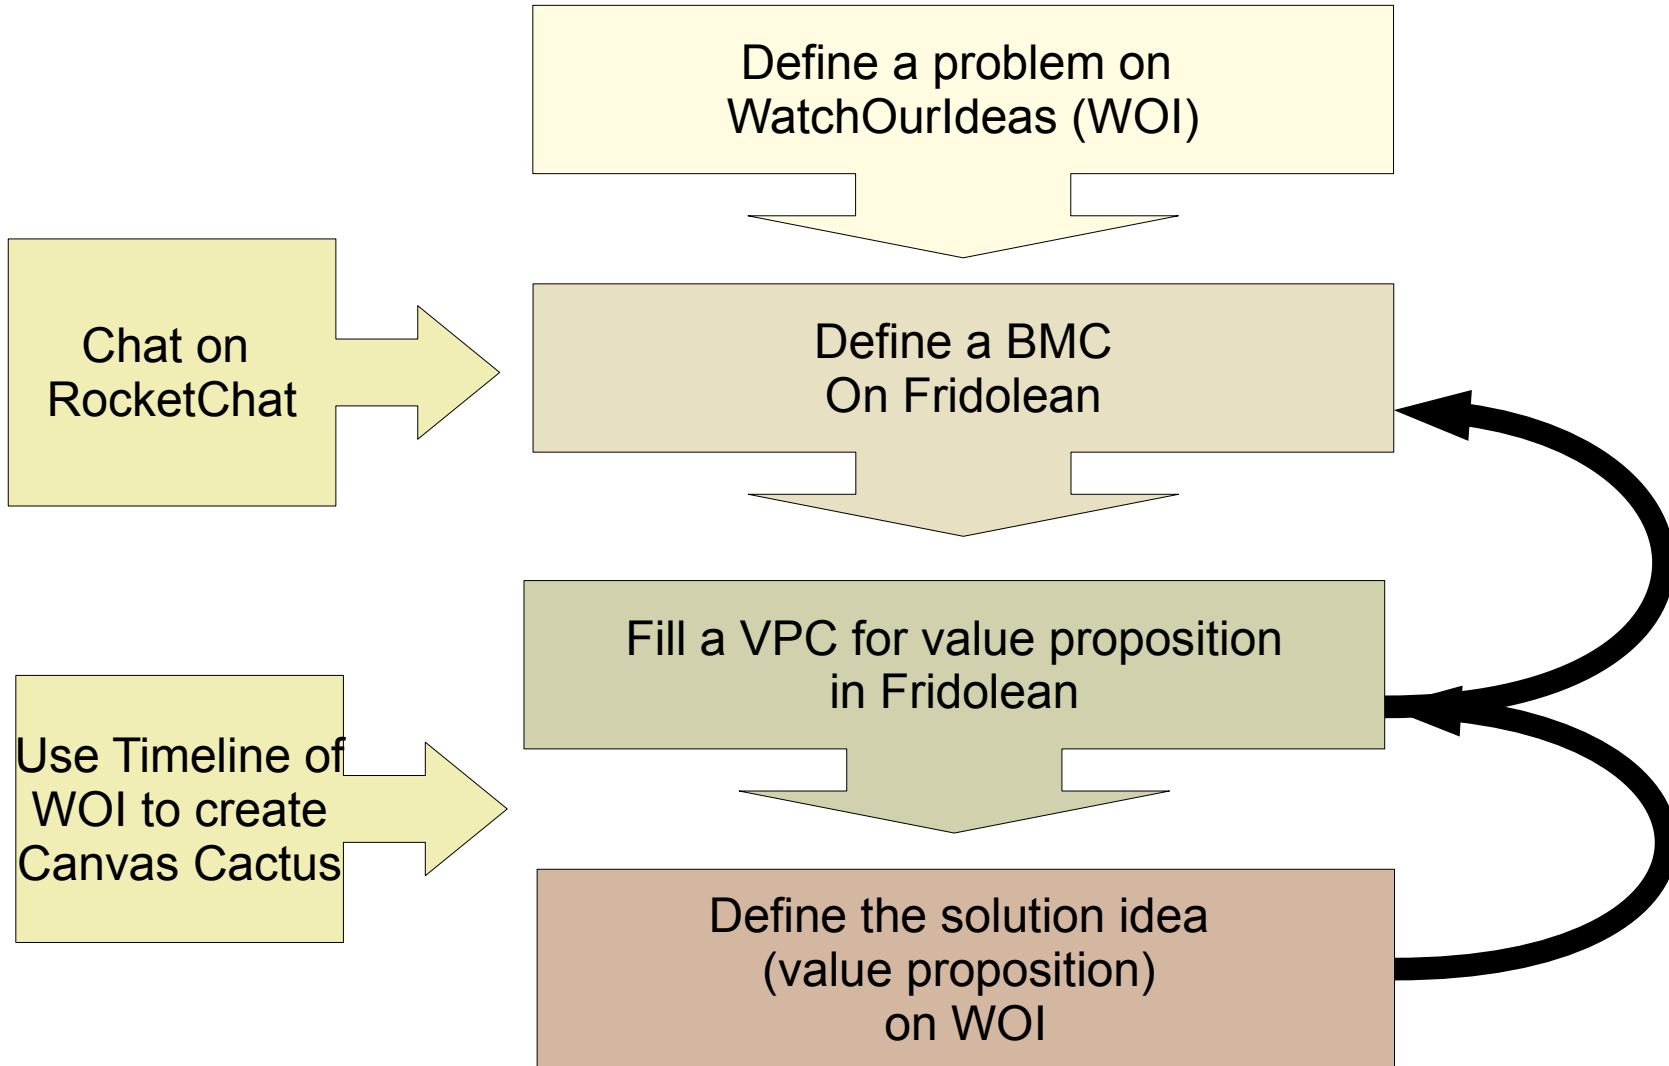 Define a problem on
WatchOurIdeas (WOI)
Chat on
RocketChat
Define a BMC
On Fridolean
Fill a VPC for value proposition
in Fridolean
Use Timeline of
WOI to create
Canvas Cactus
Define the solution idea
(value proposition)
on WOI